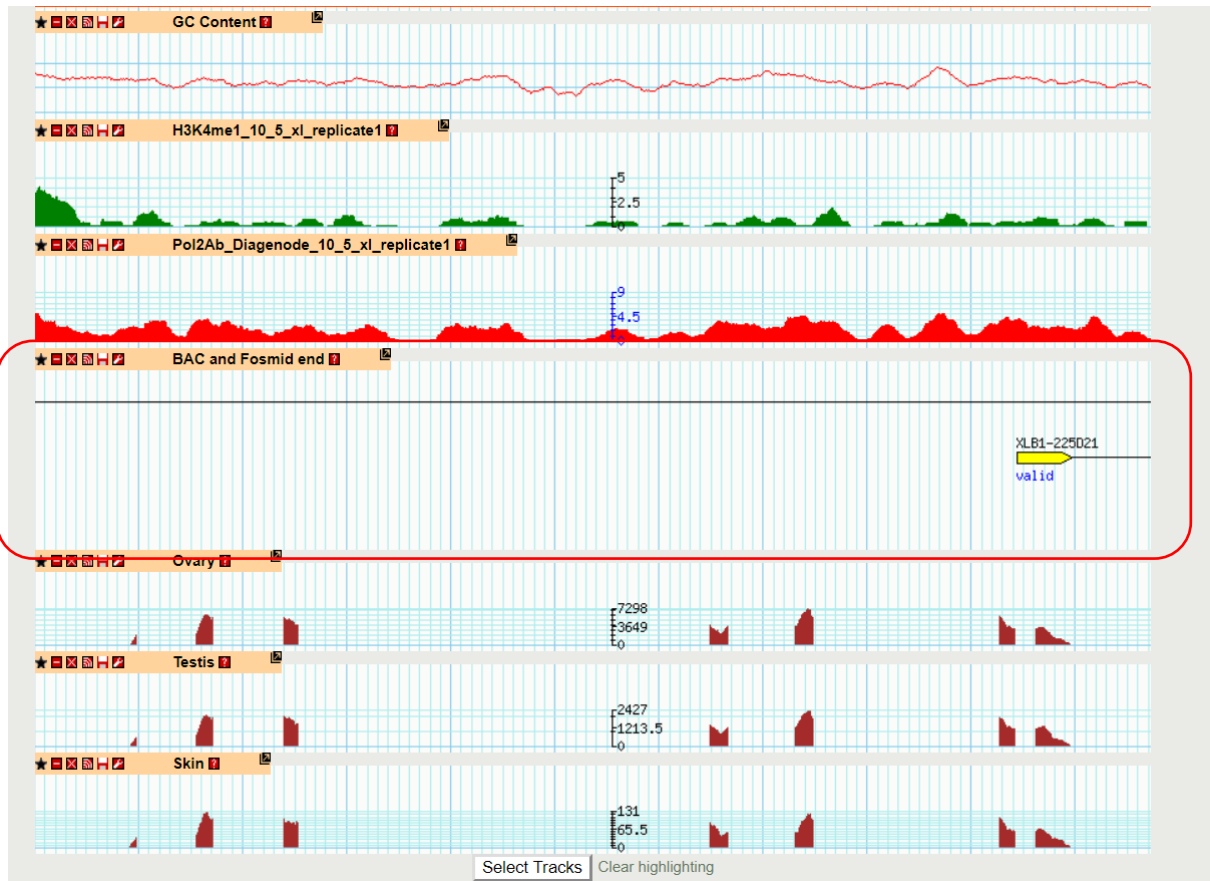 GC Content ?
H3K4me1_10_5_xl_replicate1 ?
5
2.5
0
Pol2Ab_Diagenode_10_5_xl_replicate1 ?
9
4.5
0
BAC and Fosmid end ?
XLB1-225D21
valid
Ovary ?
7298
3649
0
Testis ?
2427
1213.5
0
Skin ?
131
65.5
0
Select Tracks Clear highlighting